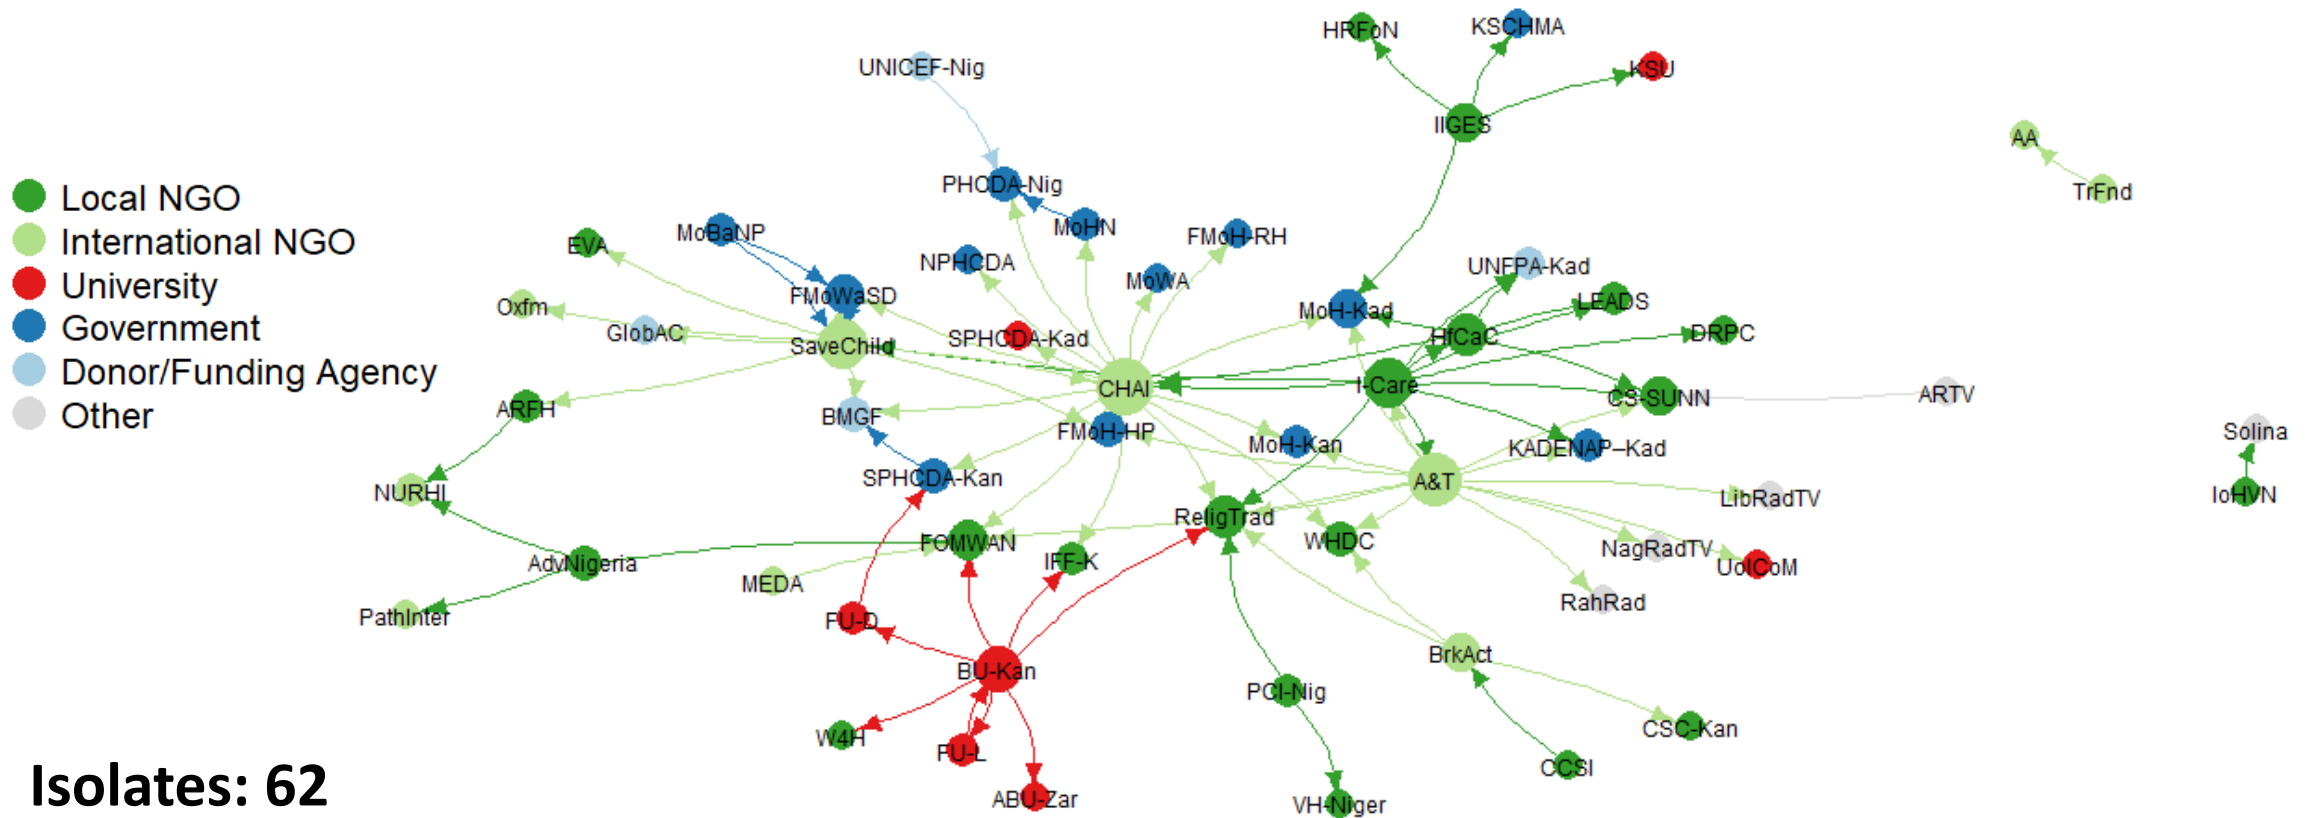 HRFoN
KSCHMA
UNICEF-Nig
KSU
IIGES
AA
PHCDA-Nig
TrFnd
Local NGO
International NGO
University
Government
Donor/Funding Agency
Other
MoBaNP
MoHN
FMoH-RH
EVA
NPHCDA
MoWA
UNFPA-Kad
FMoWaSD
LEADS
Oxfm
MoH-Kad
GlobAC
SPHCDA-Kad
HfCaC
DRPC
SaveChild
CHAI
I-Care
CS-SUNN
ARTV
ARFH
BMGF
FMoH-HP
MoH-Kan
KADENAP–Kad
Solina
SPHCDA-Kan
A&T
NURHI
LibRadTV
IoHVN
ReligTrad
FOMWAN
WHDC
NagRadTV
AdvNigeria
IFF-K
UoICoM
MEDA
RahRad
PathInter
FU-D
BU-Kan
BrkAct
PCI-Nig
CSC-Kan
W4H
FU-L
CCSI
ABU-Zar
VH-Niger
Isolates: 62